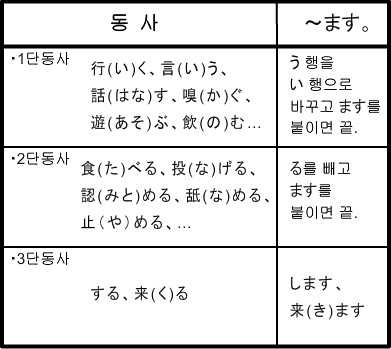 동 사
～ます。
·1단동사
行(い)く、言(い)う、
話(はな)す、嗅(か)ぐ、
遊(あそ)ぶ、飲(の)む...
う 행을
い 행으로
바꾸고 ます를
붙이면 끝.
·2단동사
食(た)べる、投(な)げる、
認(みと)める、舐(な)める、
止（や）める、...
る를 빼고
ます를
붙이면 끝.
·3단동사
する、来(く)る
します、
来(き)ます